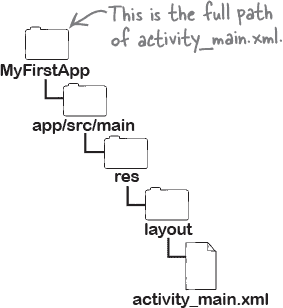 This is the full path
of activity_main.xml.
MyFirstApp
app/src/main
res
layout
activity_main.xml